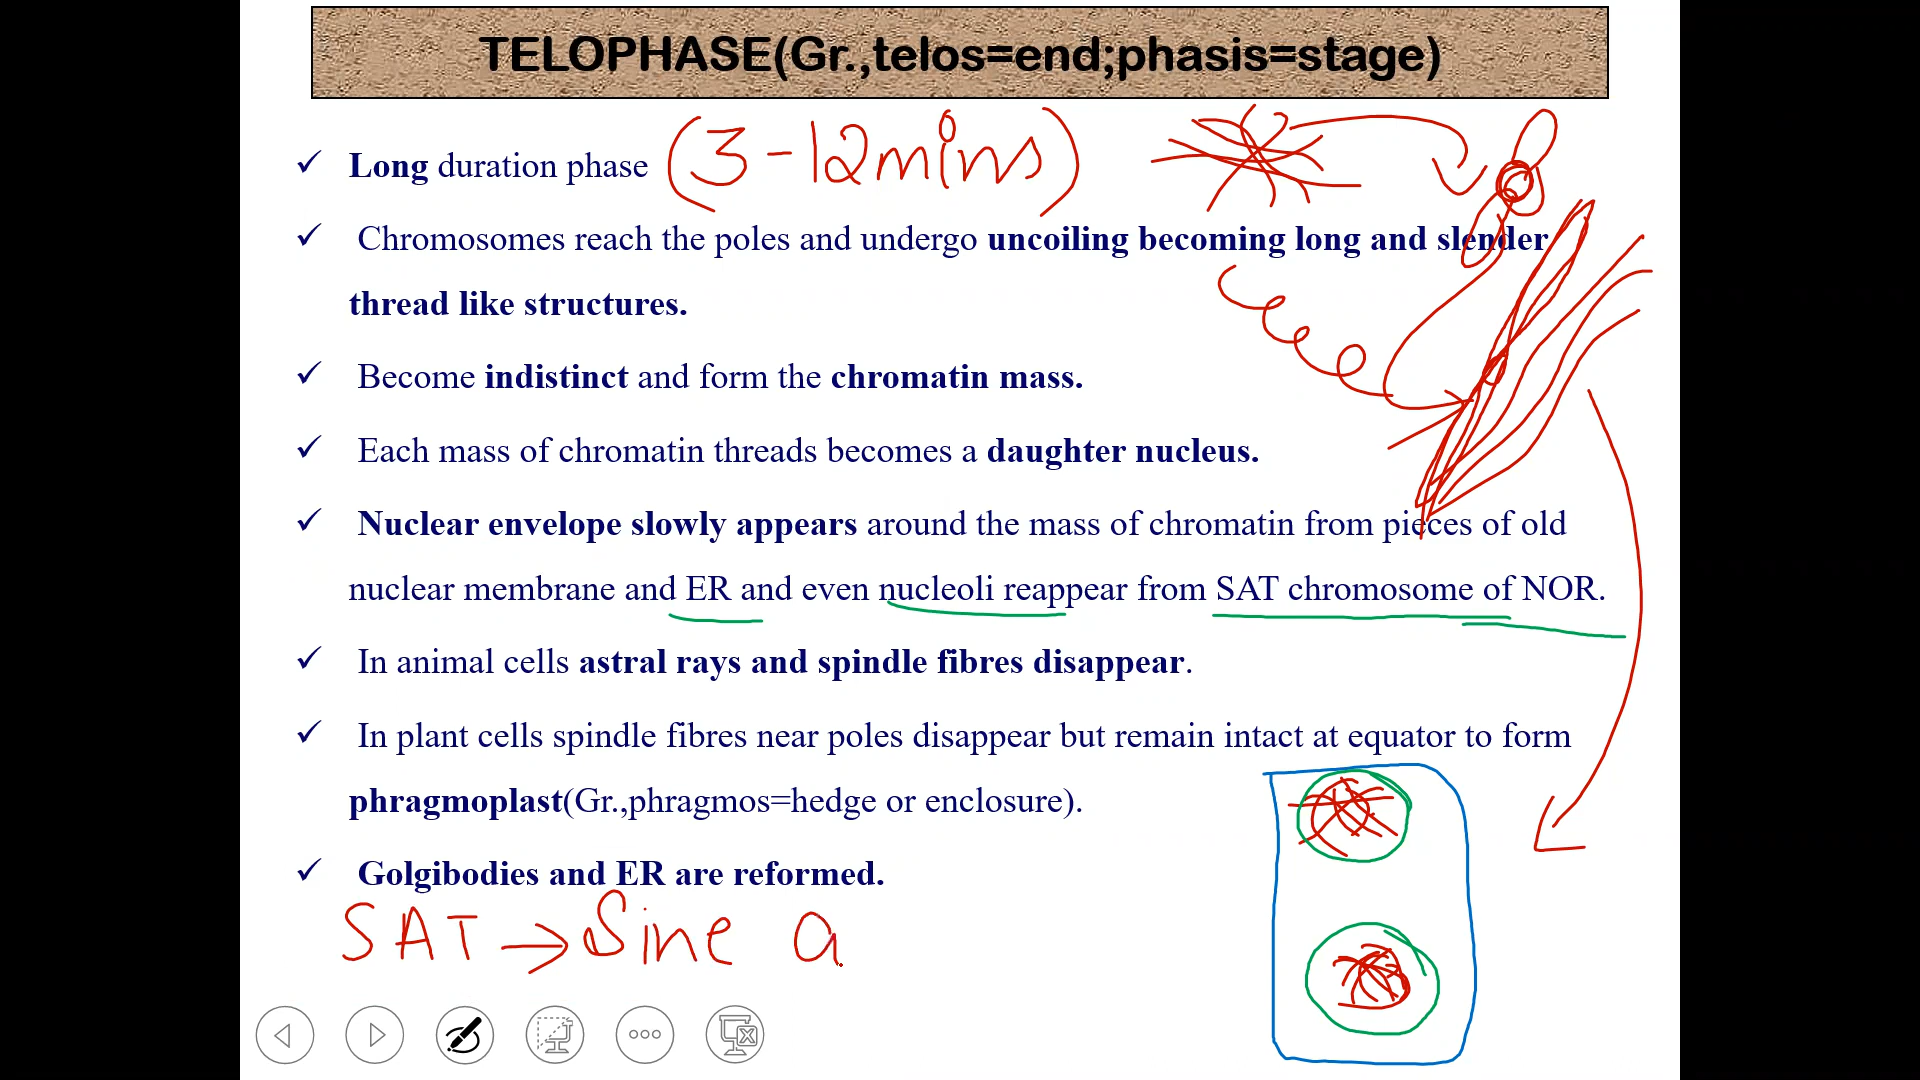 TELOPHASE(Gr.,telos=end;phasis=stage)
✓ Long duration phase (3-12mins)
✓ Chromosomes reach the poles and undergo uncoiling becoming long and slender
thread like structures.
✓ Become indistinct and form the chromatin mass.
✓ Each mass of chromatin threads becomes a daughter nucleus.
✓ Nuclear envelope slowly appears around the mass of chromatin from pieces of old
nuclear membrane and ER and even nucleoli reappear from SAT chromosome of NOR.
✓ In animal cells astral rays and spindle fibres disappear.
✓ In plant cells spindle fibres near poles disappear but remain intact at equator to form
phragmoplast(Gr.,phragmos=hedge or enclosure).
✓ Golgibodies and ER are reformed.
SAT → Sine a